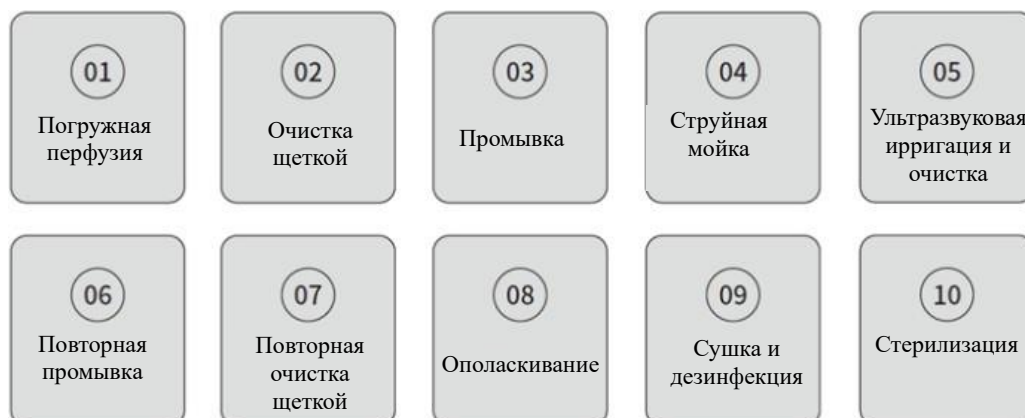 01
Погружная
перфузия
02
Очистка
щеткой
03
Промывка
04
Струйная
мойка
05
Ультразвуковая
ирригация и
очистка
06
Повторная
промывка
07
Повторная
очистка
щеткой
08
Ополаскивание
09
Сушка и
дезинфекция
10
Стерилизация